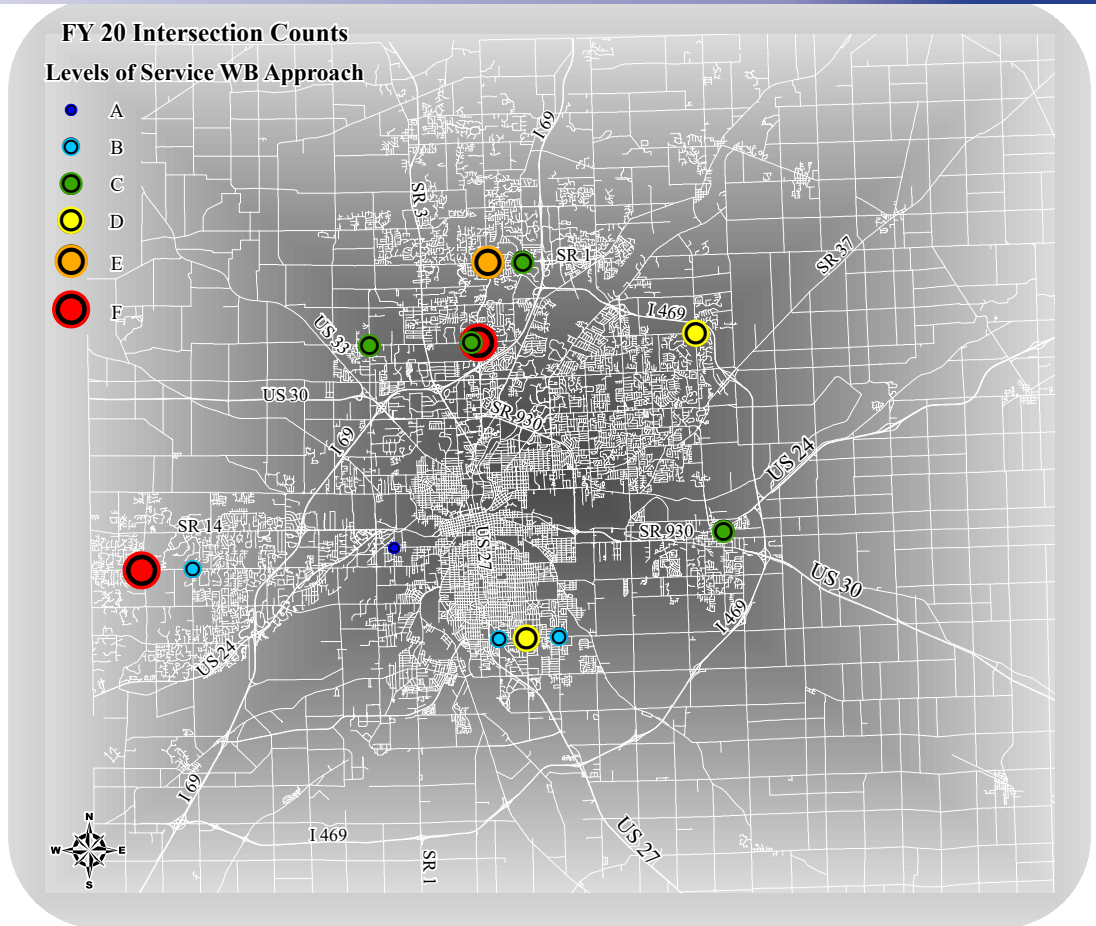 FY 20 Intersection Counts
Levels of Service WB Approach
A
B
C
D
E
F
I 69
SR 3
SR 1
SR 37
I 469
US 33
US 30
SR 930
I 69
US 24
SR 14
US 27
SR 930
US 30
I 469
US 24
I 69
I 469
SR 1
US 27
N
W
E
S